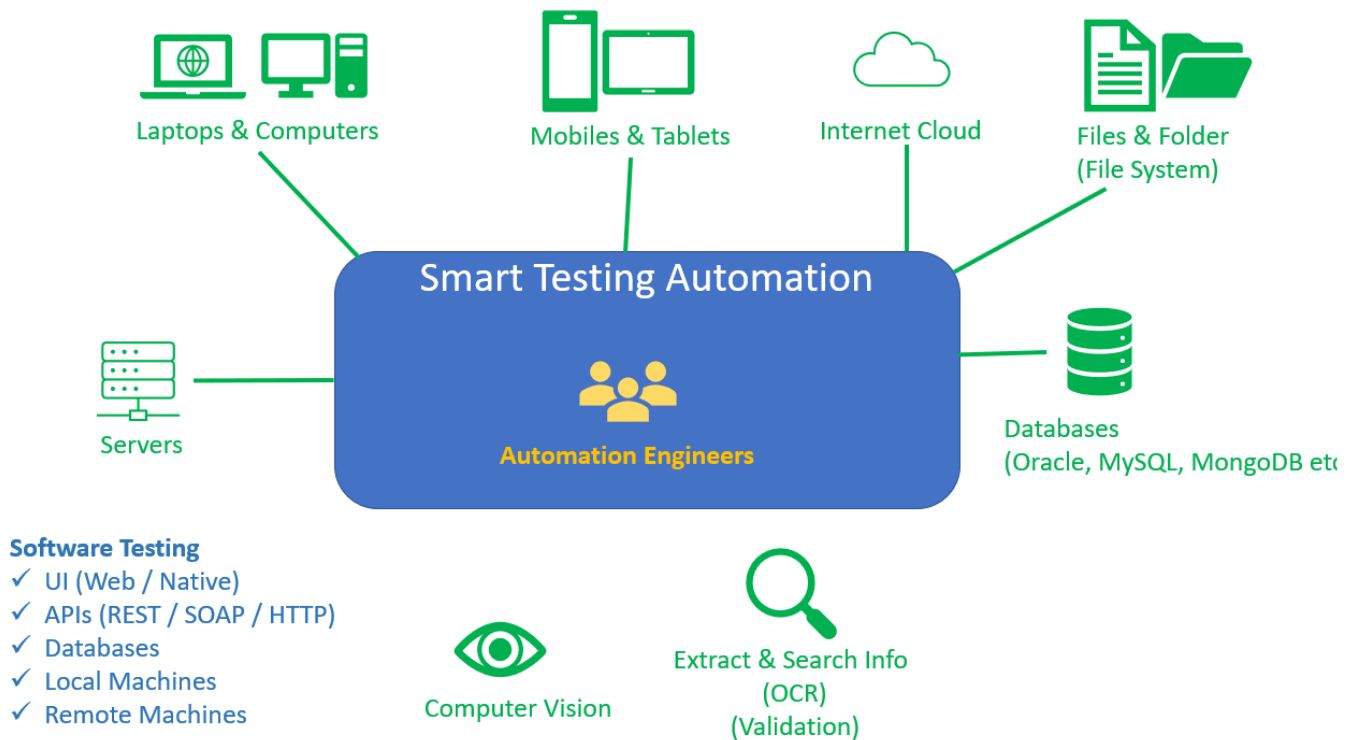 Laptops & Computers
Mobiles & Tablets
Internet Cloud
Files & Folder
(File System)
Smart Testing Automation
Automation Engineers
Servers
Databases
(Oracle, MySQL, MongoDB etc
Software Testing
✓ UI (Web / Native)
✓ APIs (REST / SOAP / HTTP)
✓ Databases
✓ Local Machines
✓ Remote Machines
Computer Vision
Extract & Search Info
(OCR)
(Validation)